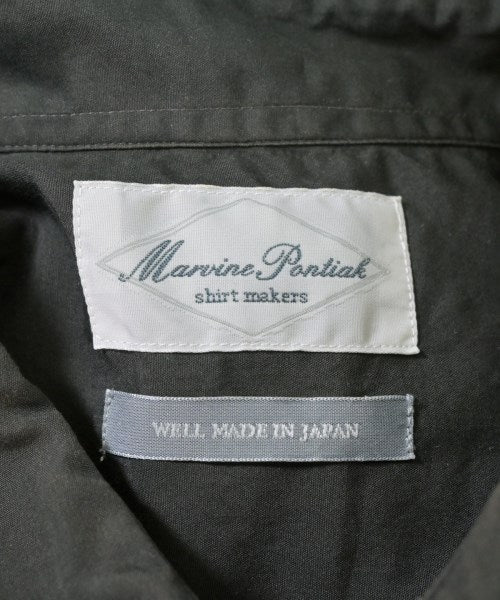 Marvine Pontiak
shirt makers
WELL MADE IN JAPAN